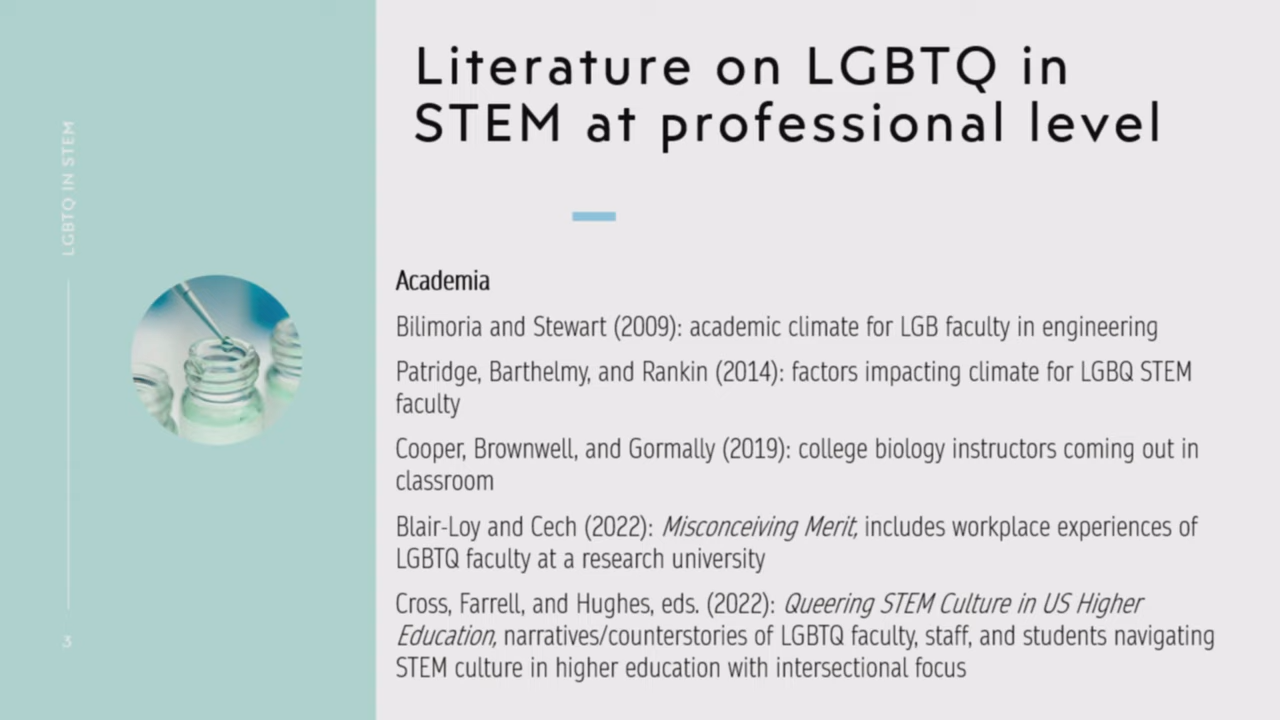 LGBTQ IN STEM
3
Literature on LGBTQ in
STEM at professional level
Academia
Bilimoria and Stewart (2009): academic climate for LGB faculty in engineering
Patridge, Barthelmy, and Rankin (2014): factors impacting climate for LGBQ STEM
faculty
Cooper, Brownwell, and Gormally (2019): college biology instructors coming out in
classroom
Blair-Loy and Cech (2022): Misconceiving Merit, includes workplace experiences of
LGBTQ faculty at a research university
Cross, Farrell, and Hughes, eds. (2022): Queering STEM Culture in US Higher
Education, narratives/counterstories of LGBTQ faculty, staff, and students navigating
STEM culture in higher education with intersectional focus